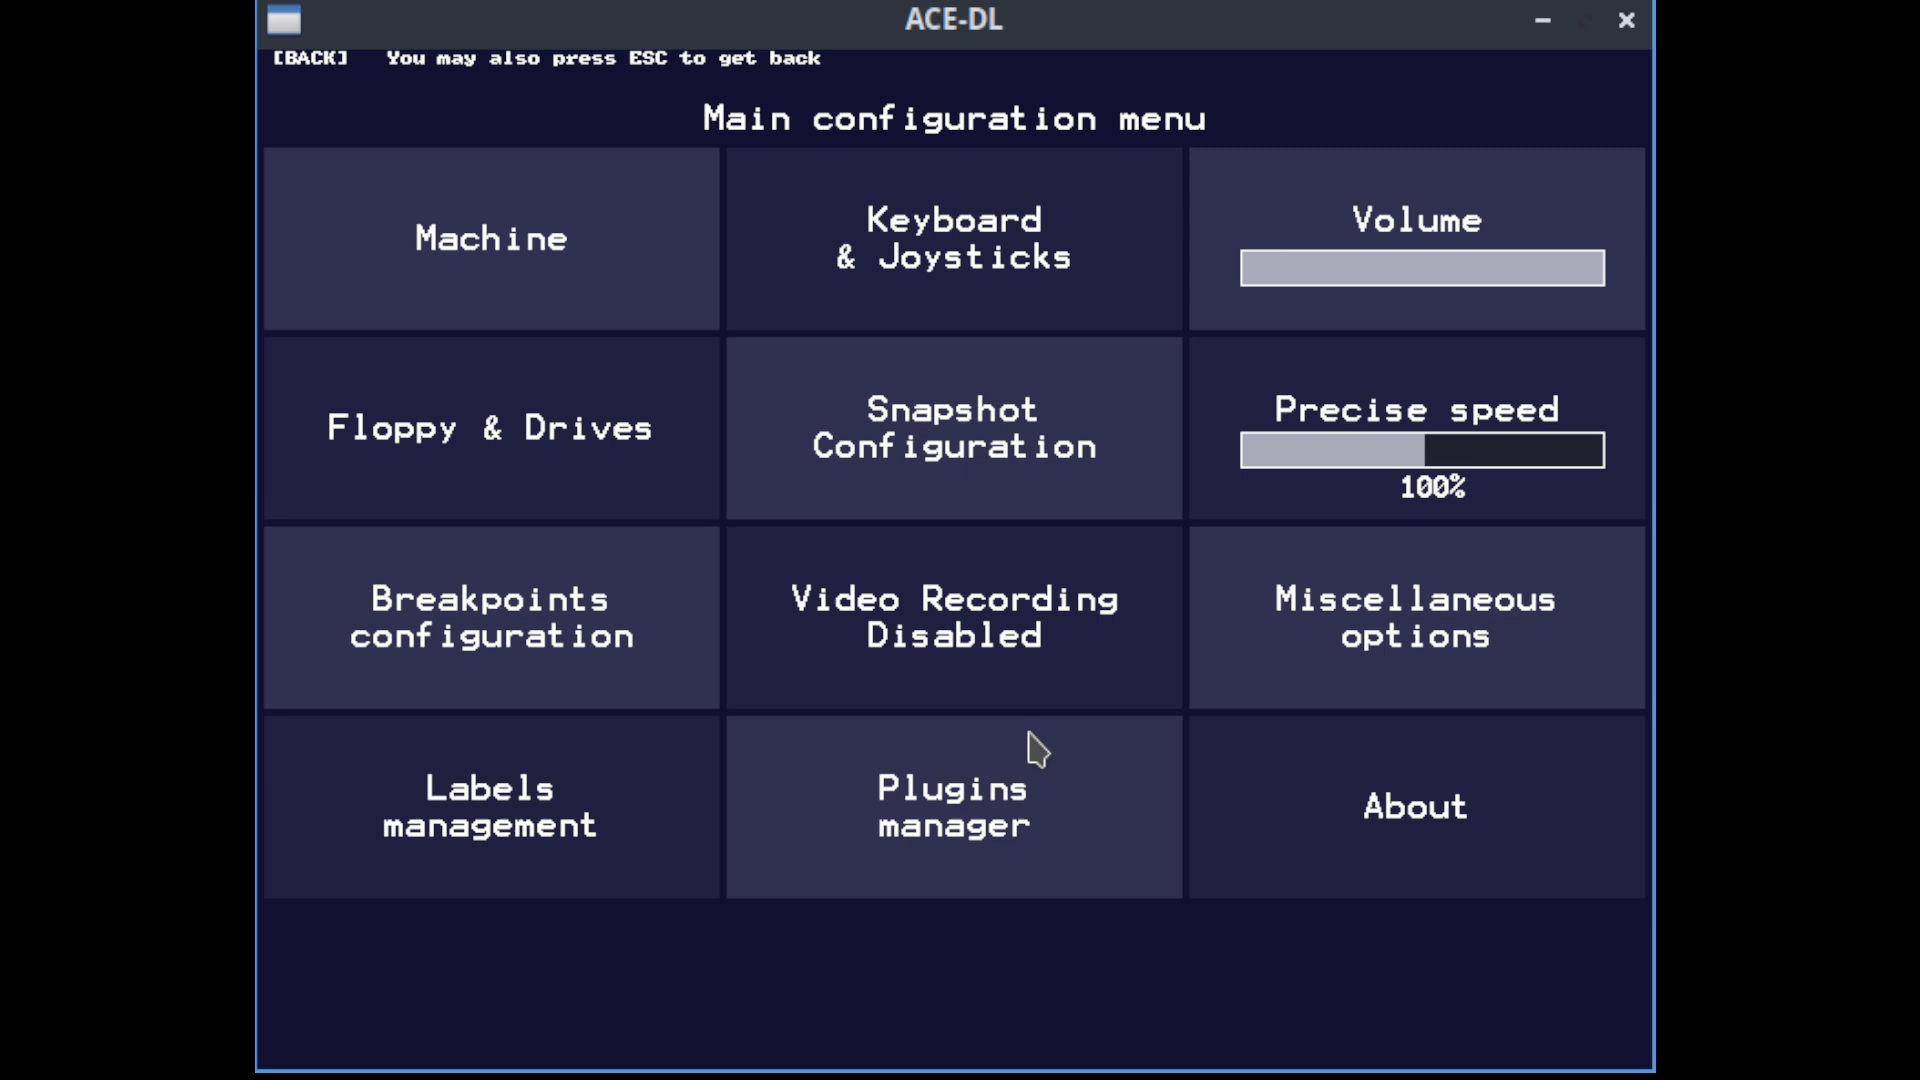 ACE-DL
[BACK] You may also press ESC to get back
Main configuration menu
Machine
Keyboard
& Joysticks
Volume
Floppy & Drives
Snapshot
Configuration
Precise speed
100%
Breakpoints
configuration
Video Recording
Disabled
Miscellaneous
options
Labels
management
Plugins
manager
About